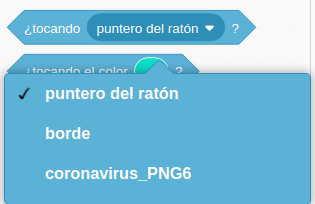 ¿tocando puntero del ratón ?
¿tocando el color ?
puntero del ratón
borde
coronavirus_PNG6